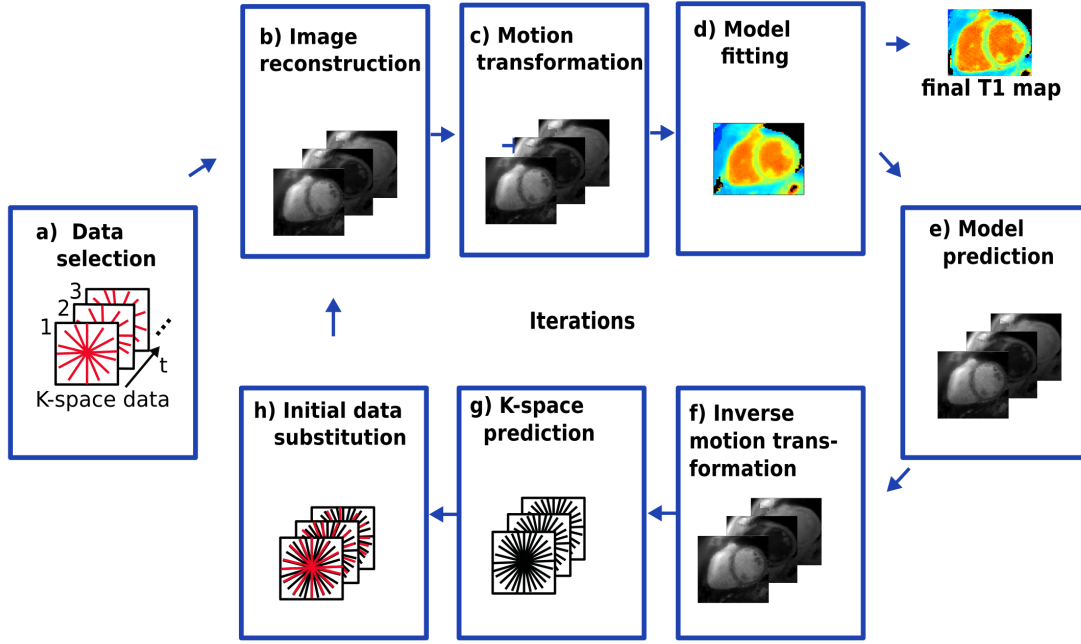 a) Data
selection
3
2
1
t
K-space data
b) Image
reconstruction
c) Motion
transformation
d) Model
fitting
final T1 map
e) Model
prediction
Iterations
f) Inverse
motion trans-
formation
g) K-space
prediction
h) Initial data
substitution